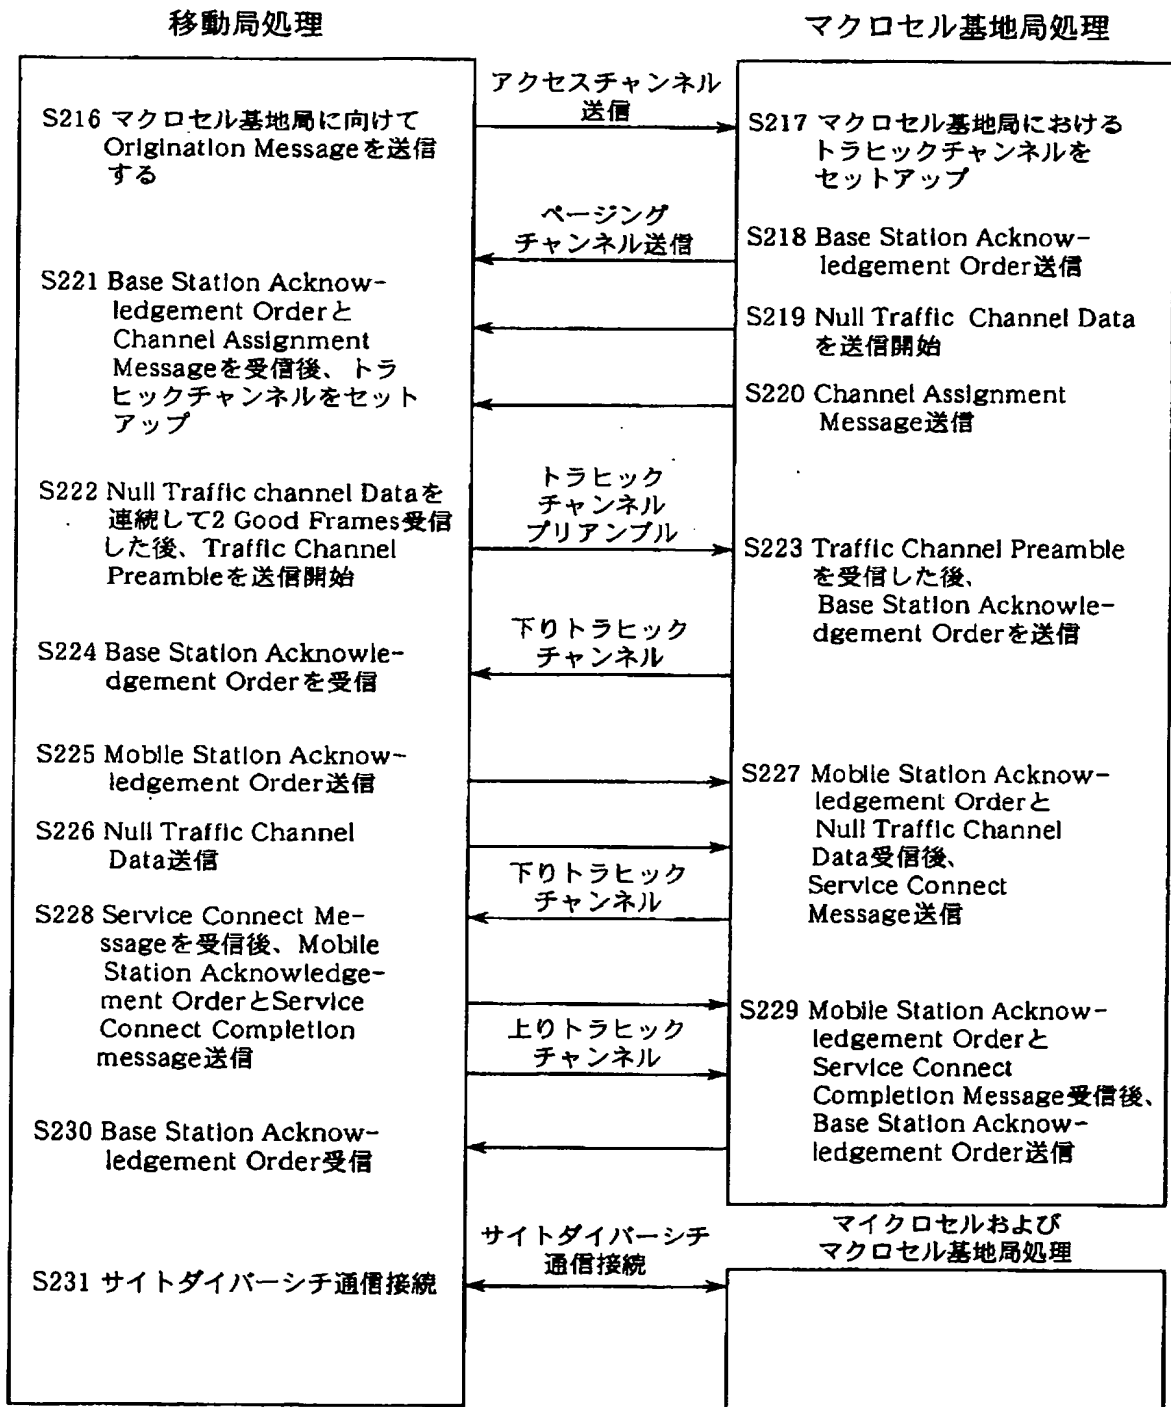 移動局処理
マクロセル基地局処理
アクセスチャンネル
送信
S216 マクロセル基地局に向けて
Origination Messageを送信
する
S217 マクロセル基地局における
トラヒックチャンネルを
セットアップ
ページング
チャンネル送信
S218 Base Station Acknow-
ledgement Order送信
S221 Base Station Acknow-
ledgement Orderと
Channel Assignment
Messageを受信後、トラ
ヒックチャンネルをセット
アップ
S219 Null Traffic Channel Data
を送信開始
S220 Channel Assignment
Message送信
トラヒック
チャンネル
プリアンブル
S222 Null Traffic channel Dataを
連続して2 Good Frames受信
した後、Traffic Channel
Preambleを送信開始
S223 Traffic Channel Preamble
を受信した後、
Base Station Acknowle-
dgement Orderを送信
下りトラヒック
チャンネル
S224 Base Station Acknowle-
dgement Orderを受信
S225 Mobile Station Acknow-
ledgement Order送信
S226 Null Traffic Channel
Data送信
S227 Mobile Station Acknow-
ledgement Orderと
Null Traffic Channel
Data受信後、
Service Connect
Message送信
下りトラヒック
チャンネル
S228 Service Connect Me-
ssageを受信後、Mobile
Station Acknowledge-
ment OrderとService
Connect Completion
message送信
上りトラヒック
チャンネル
S229 Mobile Station Acknow-
ledgement Orderと
Service Connect
Completion Message受信後、
Base Station Acknow-
ledgement Order送信
S230 Base Station Acknow-
ledgement Order受信
サイトダイバーシチ
通信接続
マイクロセルおよび
マクロセル基地局処理
S231 サイトダイバーシチ通信接続